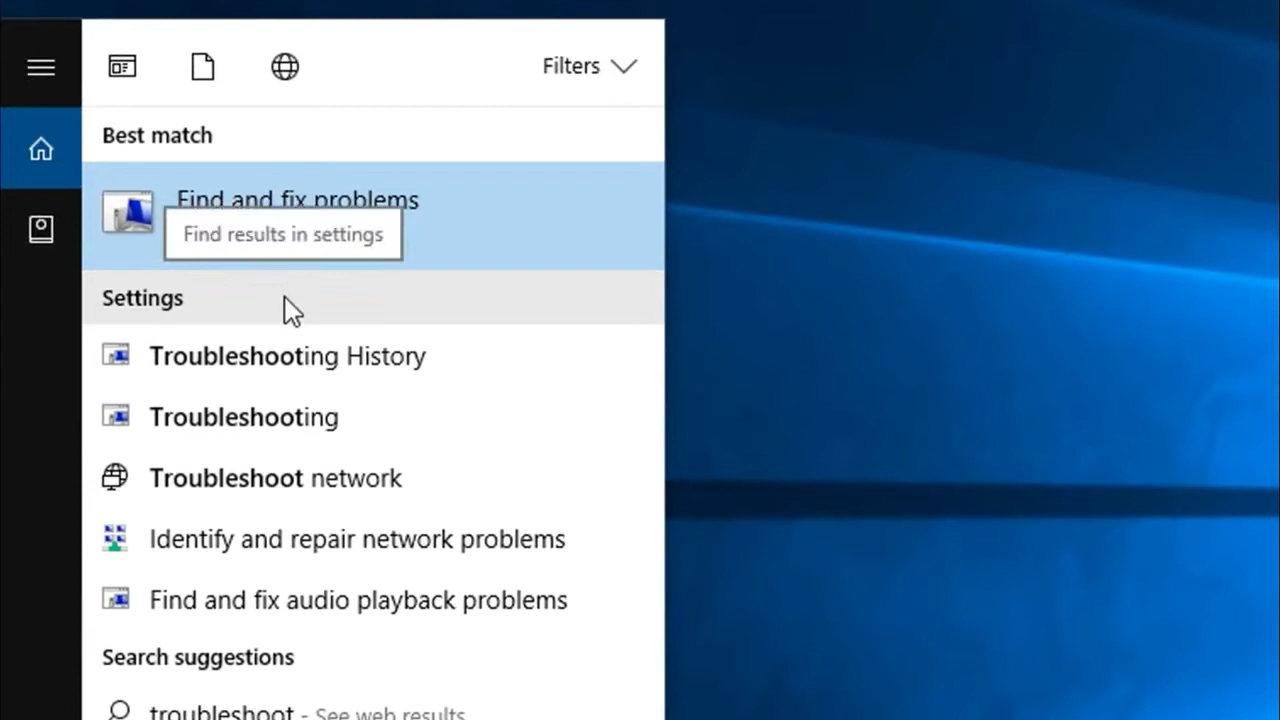 Filters
Best match
Find and fix problems
Find results in settings
Settings
Troubleshooting History
Troubleshooting
Troubleshoot network
Identify and repair network problems
Find and fix audio playback problems
Search suggestions
troubleshoot - See web results